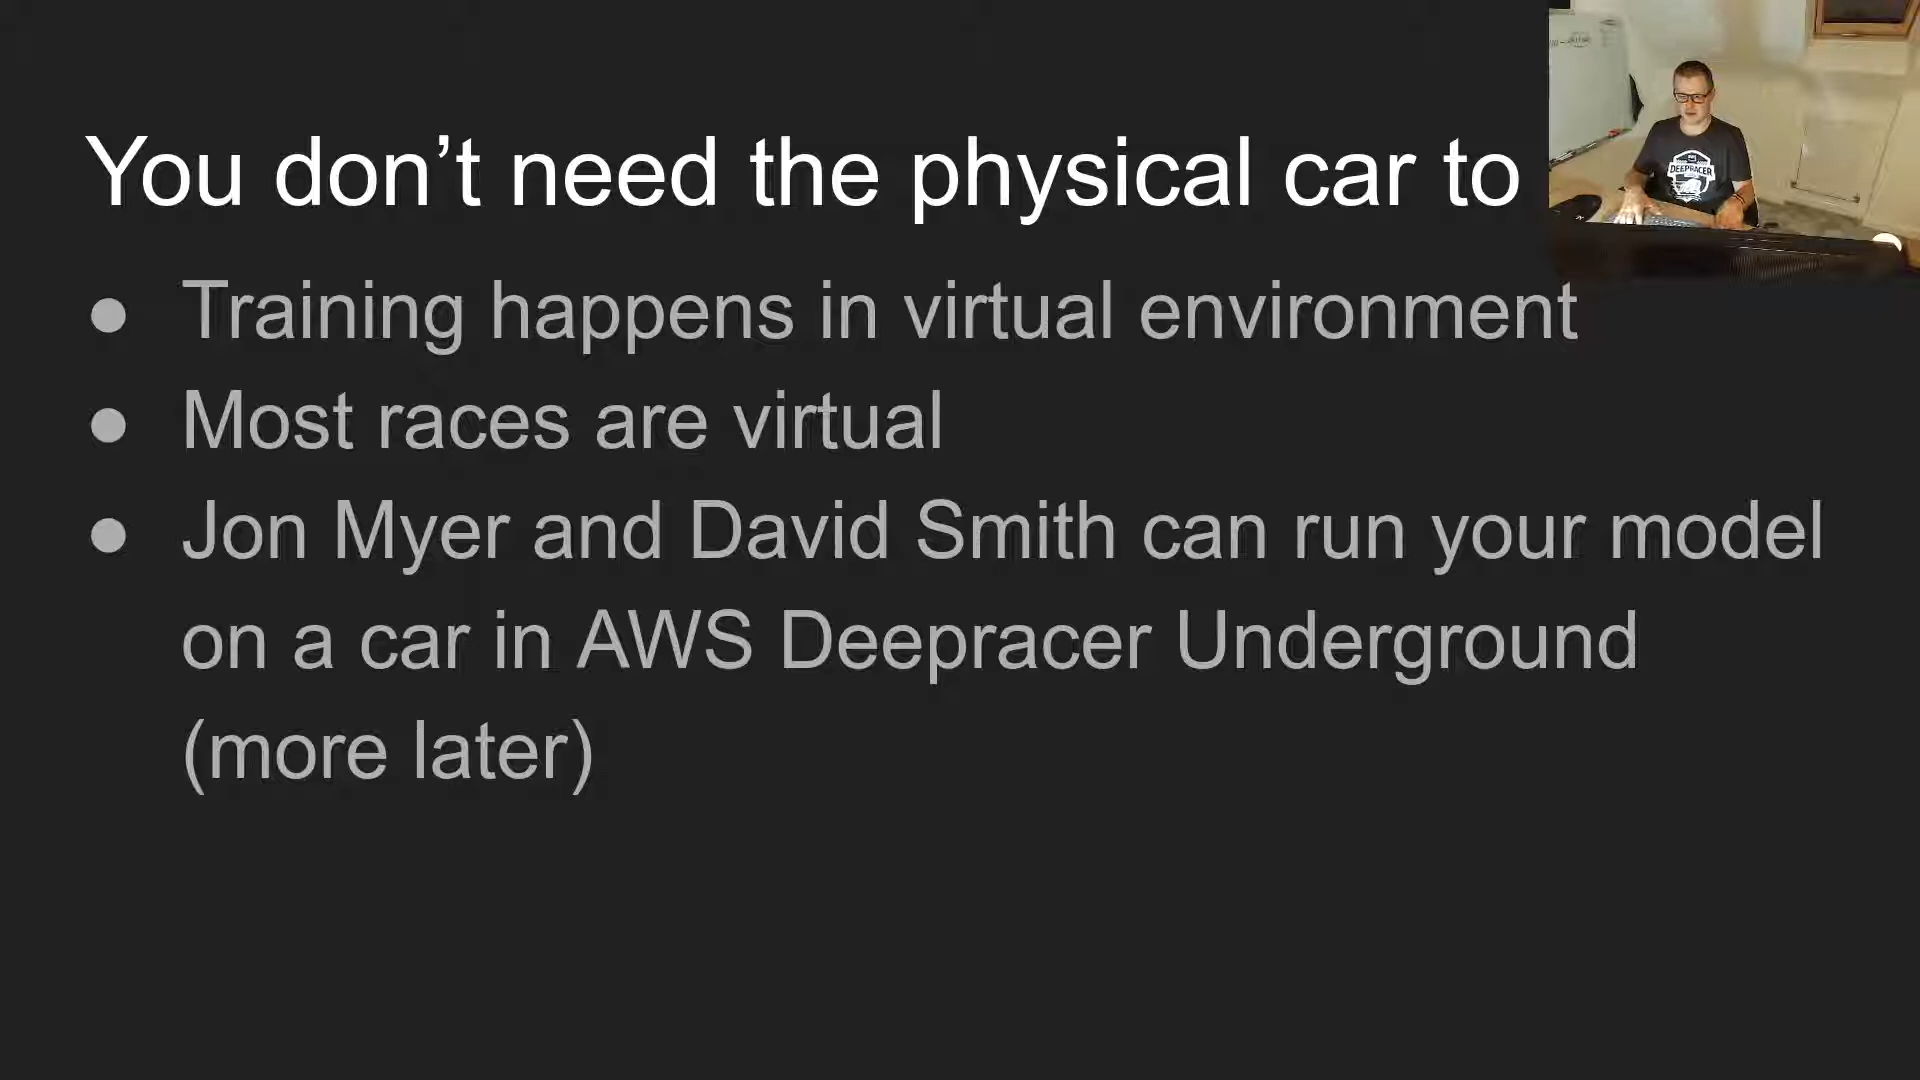 You don’t need the physical car to
● Training happens in virtual environment
● Most races are virtual
● Jon Myer and David Smith can run your model
on a car in AWS Deepracer Underground
(more later)
DEEPRACER